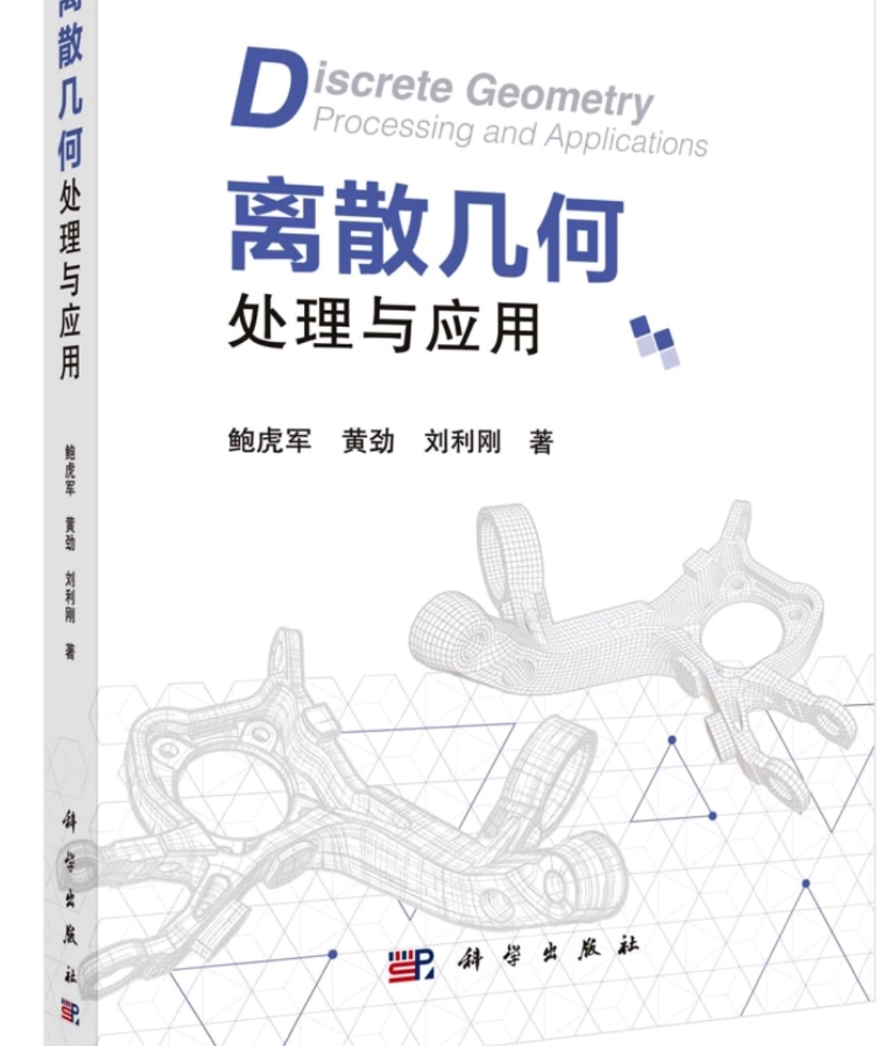 Discrete Geometry
Processing and Applications
离散几何
处理与应用
鲍虎军 黄劲 刘利刚 著
科学出版社
离散几何处理与应用
鲍虎军 黄劲 刘利刚 著
科学出版社